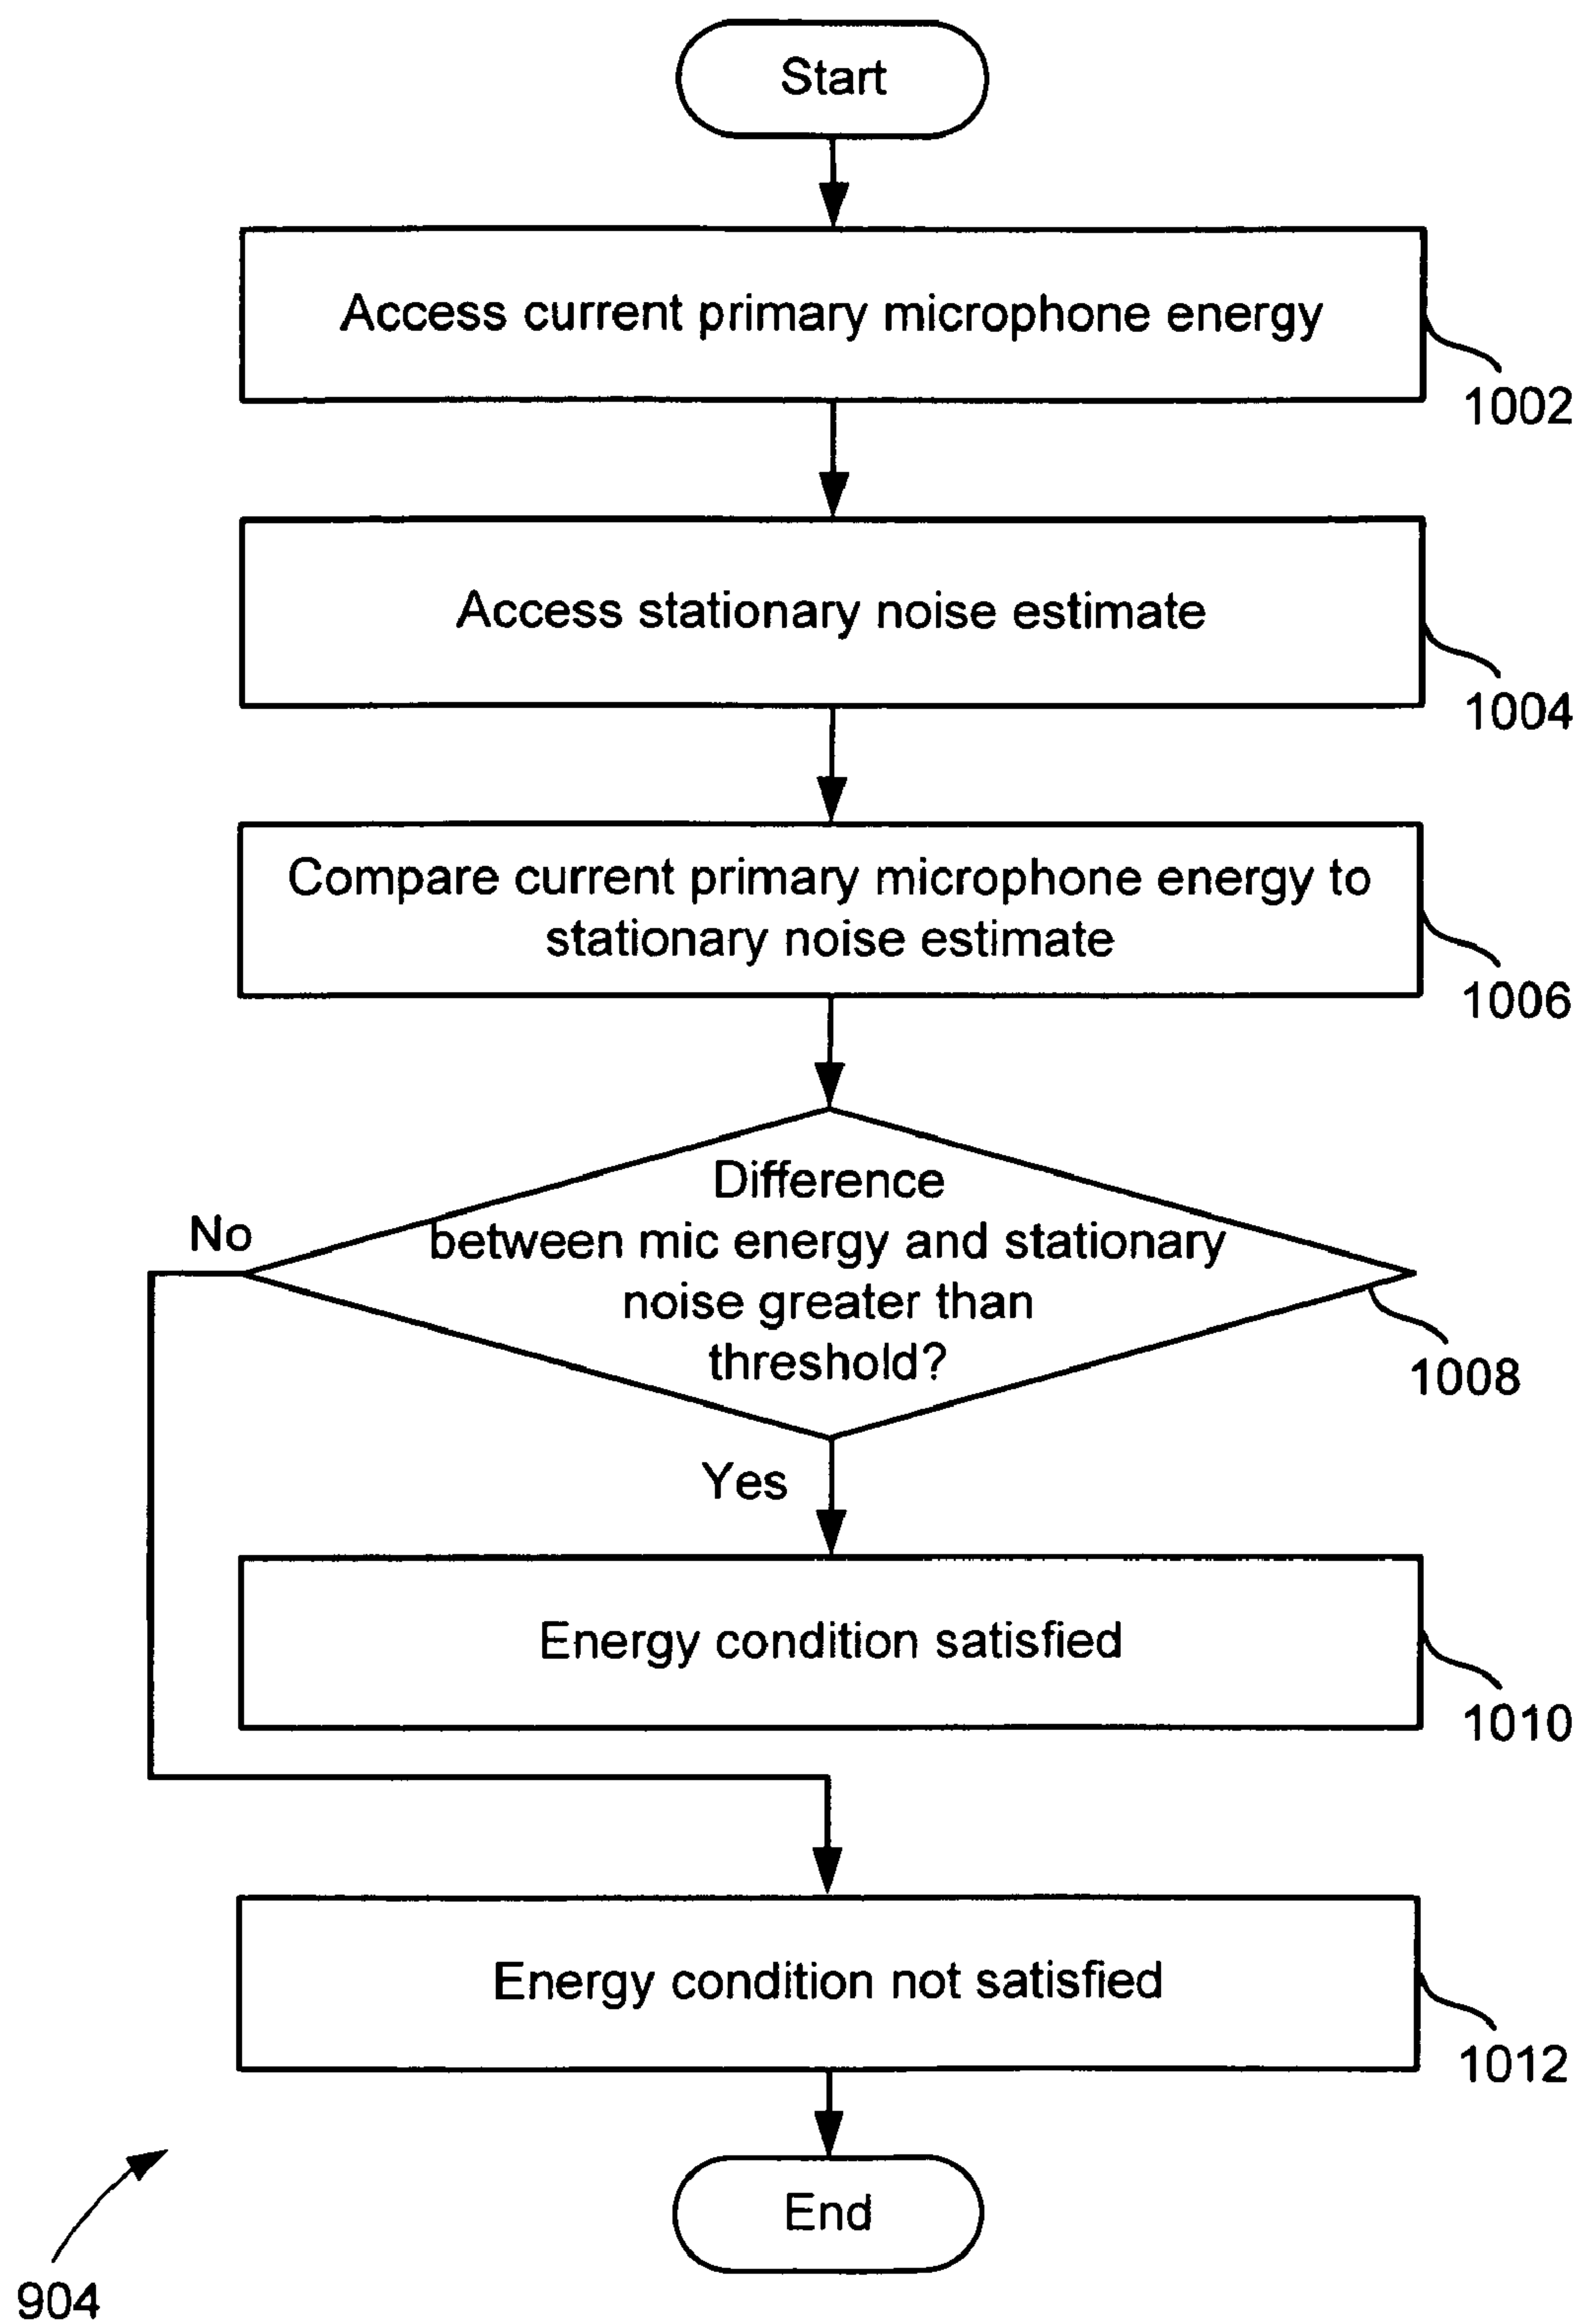 Start
Access current primary microphone energy
1002
Access stationary noise estimate
1004
Compare current primary microphone energy to
stationary noise estimate
1006
Difference
between mic energy and stationary
noise greater than
threshold?
No
1008
Yes
Energy condition satisfied
1010
Energy condition not satisfied
1012
End
904